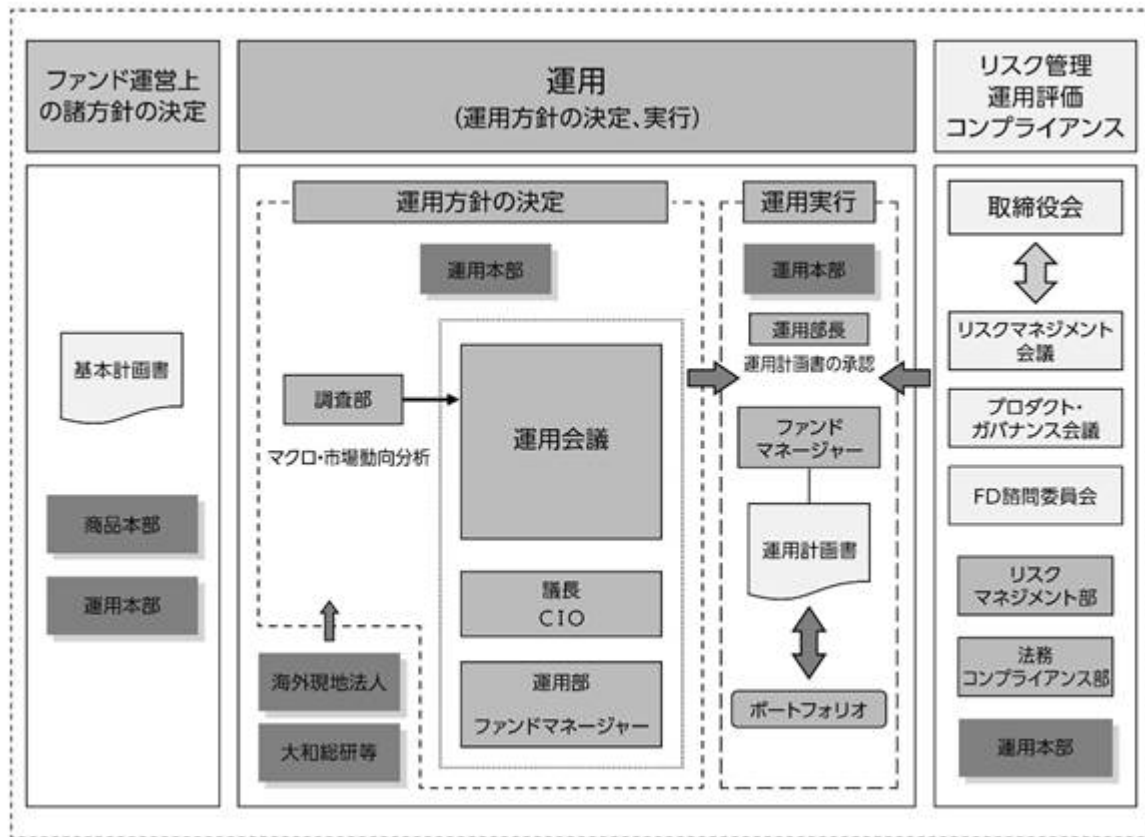 ファンド運営上
の諸方針の決定
運用
(運用方針の決定、実行)
リスク管理
運用評価
コンプライアンス
基本計画書
商品本部
運用本部
運用方針の決定
運用本部
調査部
マクロ・市場動向分析
運用会議
議長
CIO
運用部
ファンドマネージャー
海外現地法人
大和総研等
運用実行
運用本部
運用部長
運用計画書の承認
ファンド
マネージャー
運用計画書
ポートフォリオ
取締役会
リスクマネジメント
会議
プロダクト・
ガバナンス会議
FD諮問委員会
リスク
マネジメント部
法務
コンプライアンス部
運用本部